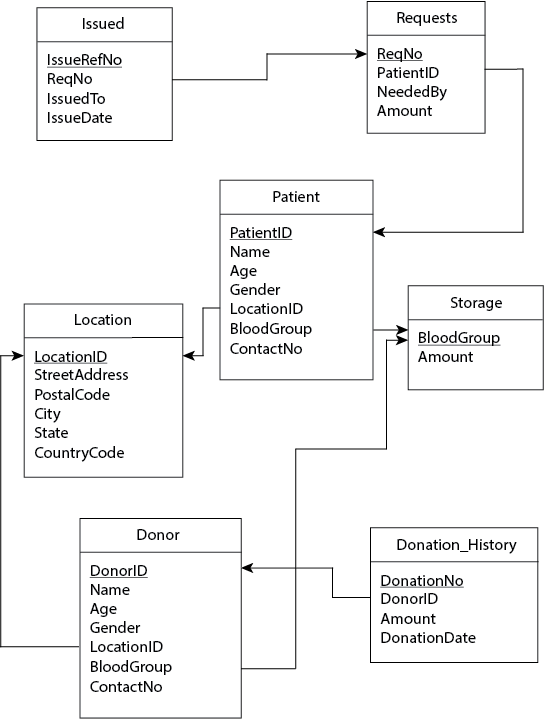 Issued
IssueRefNo
ReqNo
IssuedTo
IssueDate
Requests
ReqNo
PatientID
NeededBy
Amount
Patient
PatientID
Name
Age
Gender
LocationID
BloodGroup
ContactNo
Storage
BloodGroup
Amount
Location
LocationID
StreetAddress
PostalCode
City
State
CountryCode
Donor
DonorID
Name
Age
Gender
LocationID
BloodGroup
ContactNo
Donation_History
DonationNo
DonorID
Amount
DonationDate